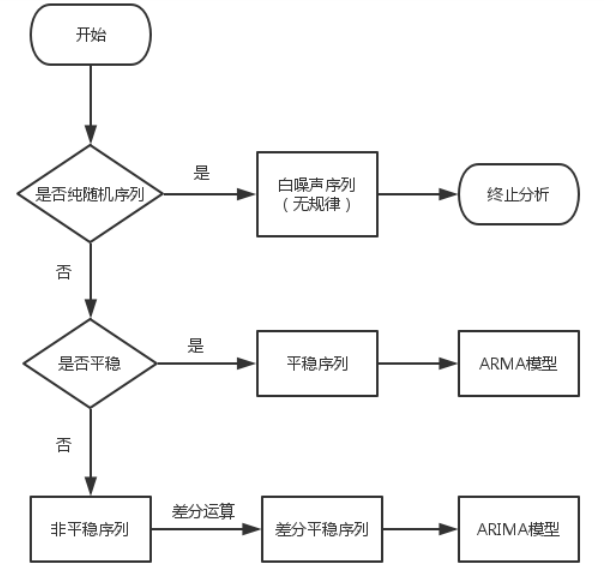 开始
是否纯随机序列
是
白噪声序列
（无规律）
终止分析
否
是否平稳
是
平稳序列
ARMA模型
否
非平稳序列
差分运算
差分平稳序列
ARIMA模型